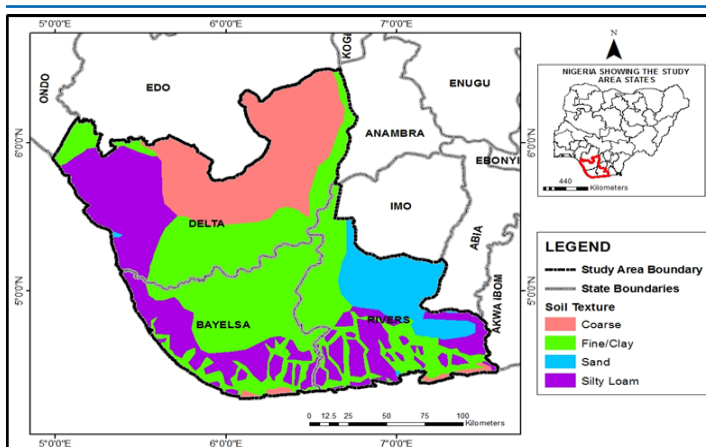 5°0'0"E 6°0'0"E 7°0'0"E
N
NIGERIA SHOWING THE STUDY
AREA STATES
440
Kilometers
ONDO
EDO
KOGI
ENUGU
ANAMBRA
EBONYI
IMO
ABIA
AKWA IBOM
DELTA
BAYELSA
RIVERS
6°0'0"N
6°0'0"N
5°0'0"N
5°0'0"N
LEGEND
Study Area Boundary
State Boundaries
Soil Texture
Coarse
Fine/Clay
Sand
Silty Loam
0 12.5 25 50 75 100
Kilometers
5°0'0"E 6°0'0"E 7°0'0"E